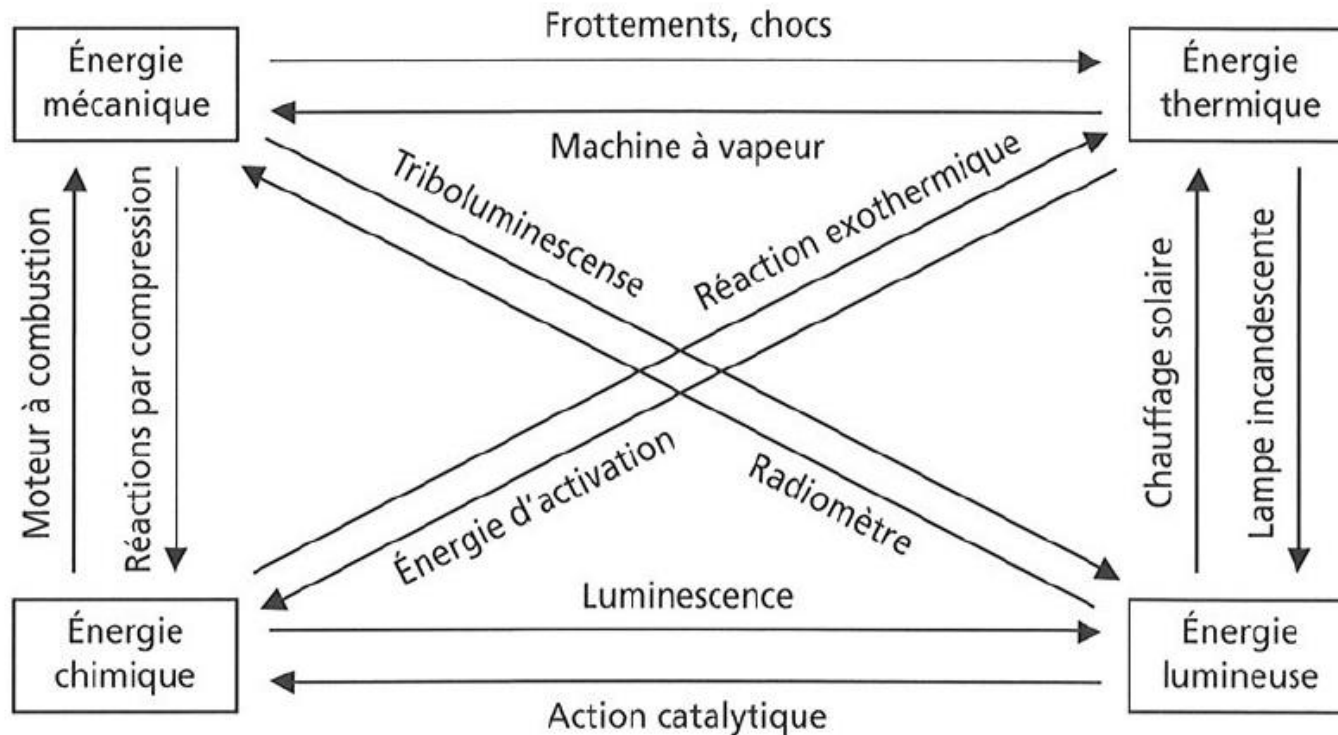 Frottements, chocs
Énergie
mécanique
Énergie
thermique
Machine à vapeur
Triboluminescense
Réaction exothermique
Moteur à combustion
Réactions par compression
Chauffage solaire
Lampe incandescente
Énergie d'activation
Radiomètre
Luminescence
Énergie
chimique
Énergie
lumineuse
Action catalytique